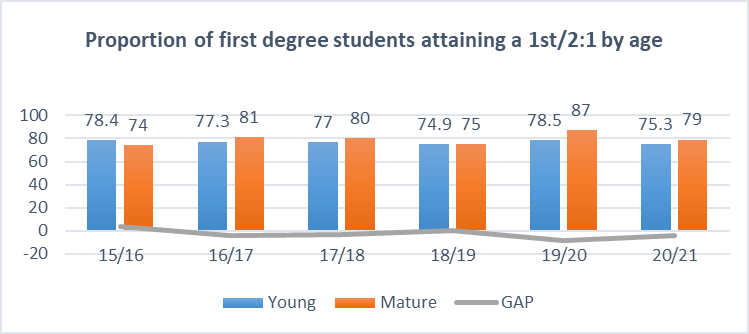 Proportion of first degree students attaining a 1st/2:1 by age
78.4 74 77.3 81 77 80 74.9 75 78.5 87 75.3 79
100
80
60
40
20
0
-20
15/16 16/17 17/18 18/19 19/20 20/21
Young Mature GAP